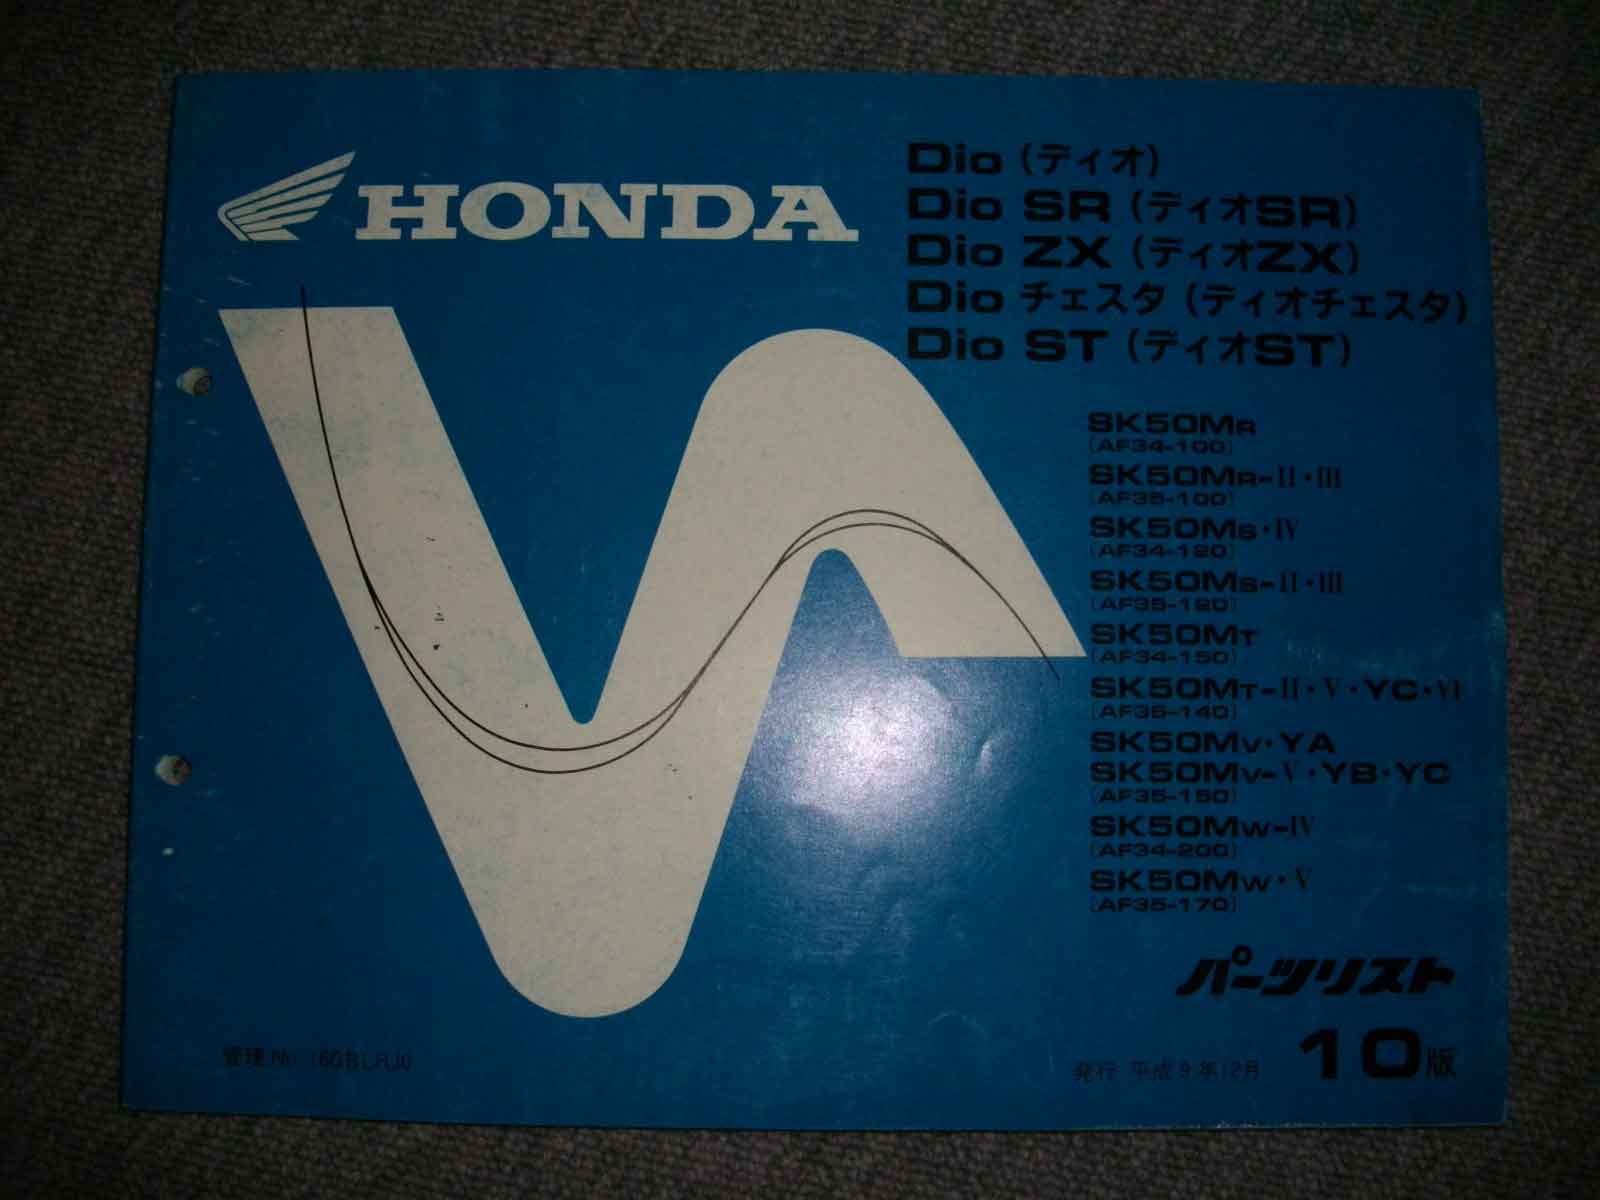 HONDA
Dio (ディオ)
Dio SR (ディオSR)
Dio ZX (ディオZX)
Dio チェスタ (ディオチェスタ)
Dio ST (ディオST)
SK50MR
(AF34-100)
SK50MR-II・III
(AF35-100)
SK50MS・IV
(AF34-120)
SK50MS-II・III
(AF35-120)
SK50MT
(AF34-150)
SK50MT-II・V・YC・VI
(AF35-140)
SK50MV・YA
SK50MV-V・YB・YC
(AF35-150)
SK50MW-IV
(AF34-200)
SK50MW・V
(AF35-170)
パーツリスト
管理 No.
発行 平成9年12月 10版